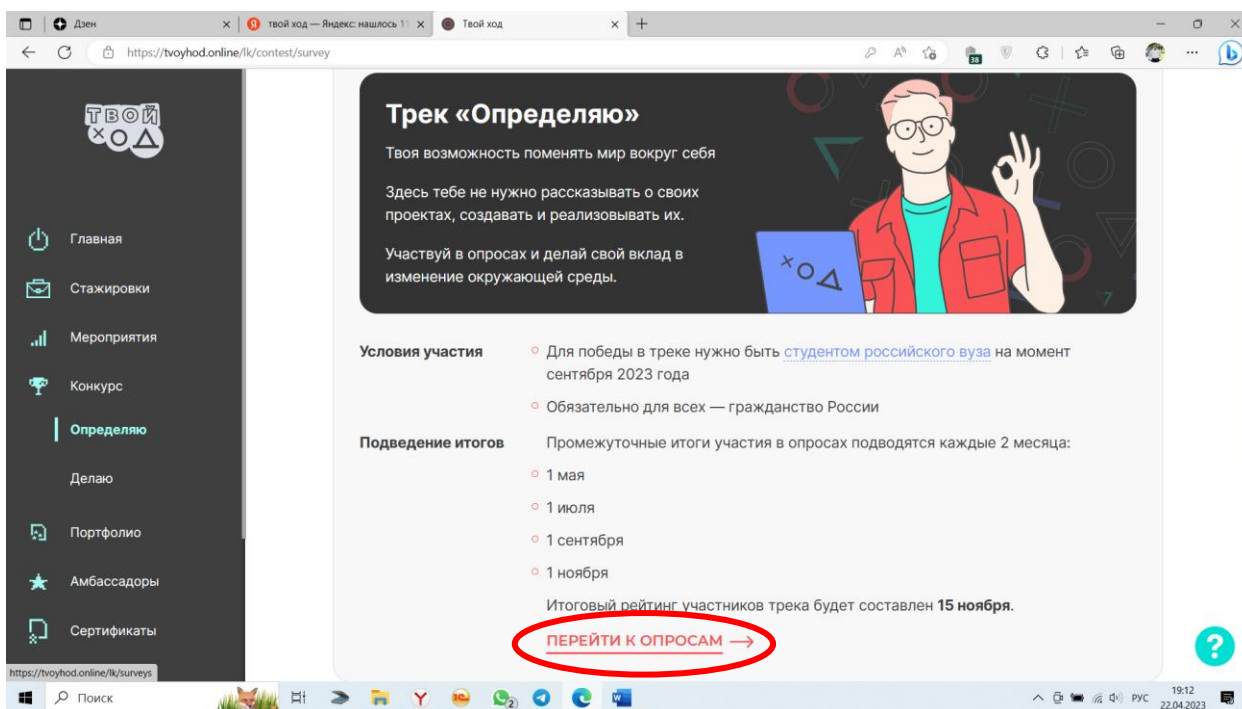 Дзен
твой ход — Яндекс: нашлось 1
Твой ход
https://tvoyhod.online/lk/contest/survey
38
ТВОЙ
ХОД
Главная
Стажировки
Мероприятия
Конкурс
Определяю
Делаю
Портфолио
Амбассадоры
Сертификаты
https://tvoyhod.online/lk/surveys
Трек «Определяю»
Твоя возможность поменять мир вокруг себя
Здесь тебе не нужно рассказывать о своих
проектах, создавать и реализовывать их.
Участвуй в опросах и делай свой вклад в
изменение окружающей среды.
ХОД
Условия участия
Для победы в треке нужно быть студентом российского вуза на момент
сентября 2023 года
Обязательно для всех — гражданство России
Подведение итогов
Промежуточные итоги участия в опросах подводятся каждые 2 месяца:
1 мая
1 июля
1 сентября
1 ноября
Итоговый рейтинг участников трека будет составлен 15 ноября.
ПЕРЕЙТИ К ОПРОСАМ →
?
Поиск
2
РУС
19:12
22.04.2023